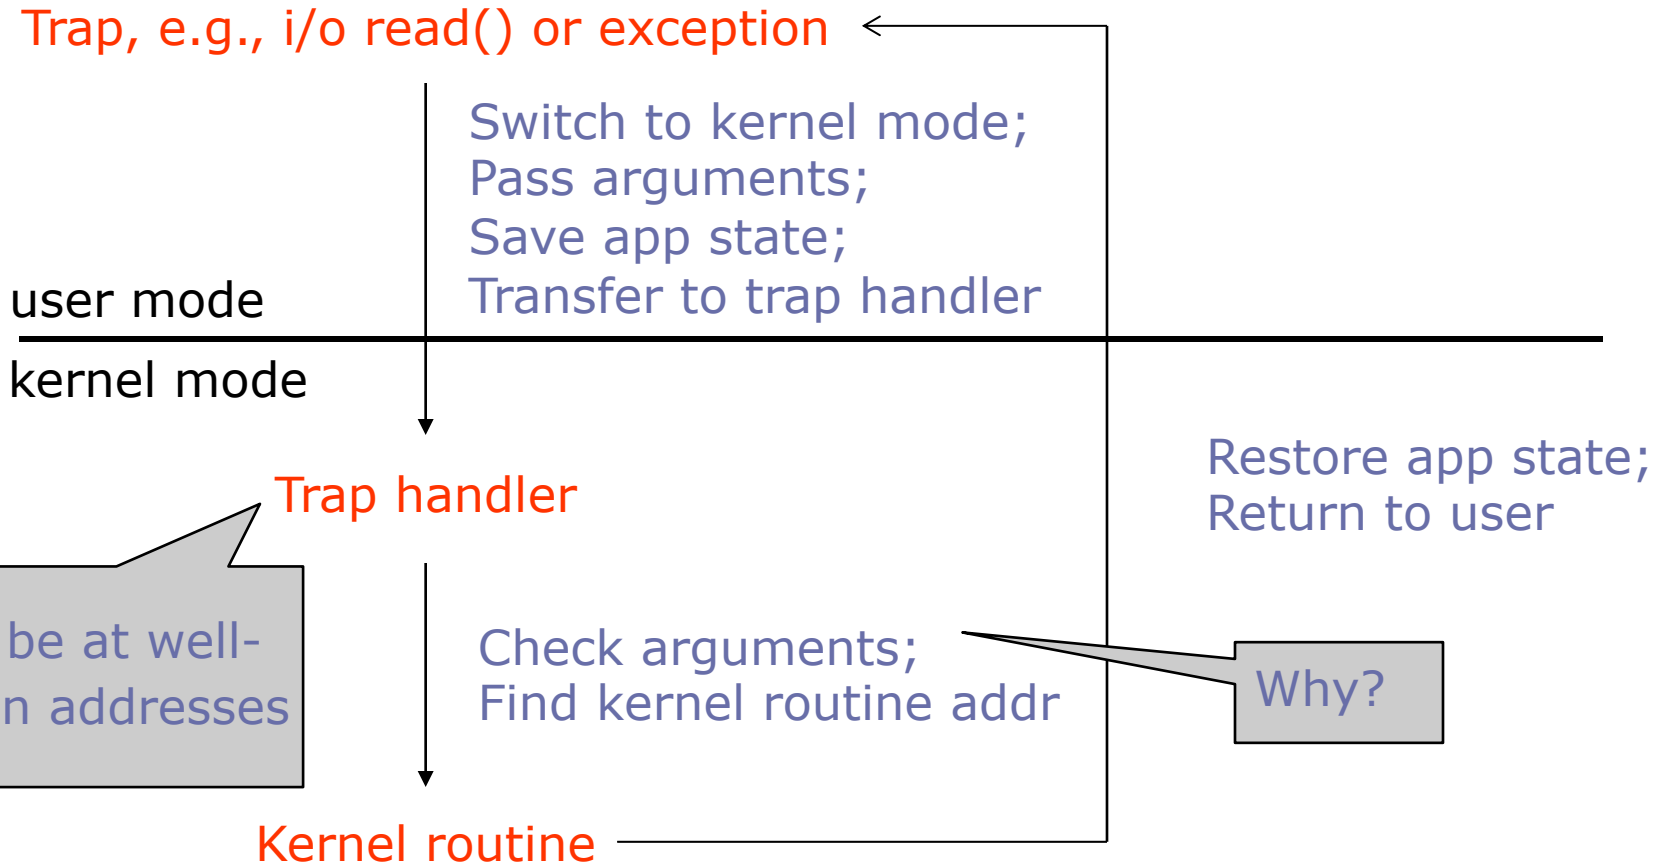 Trap, e.g., i/o read() or exception
Switch to kernel mode;
Pass arguments;
Save app state;
Transfer to trap handler
user mode
kernel mode
Trap handler
Restore app state;
Return to user
be at well-
n addresses
Check arguments;
Find kernel routine addr
Why?
Kernel routine